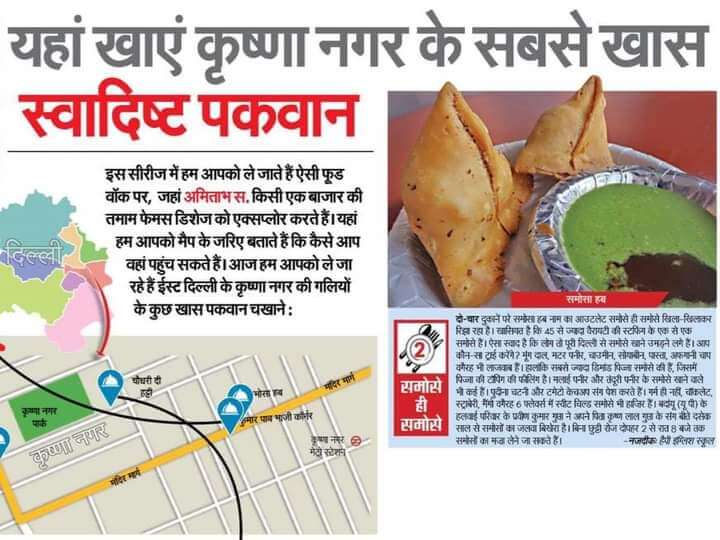 यहां खाएं कृष्णा नगर के सबसे खास
स्वादिष्ट पकवान
इस सीरीज में हम आपको ले जाते हैं ऐसी फूड
वॉक पर, जहां अमिताभ स. किसी एक बाजार की
तमाम फेमस डिशेज को एक्सप्लोर करते हैं। यहां
हम आपको मैप के जरिए बताते हैं कि कैसे आप
वहां पहुंच सकते हैं। आज हम आपको ले जा
रहे हैं ईस्ट दिल्ली के कृष्णा नगर की गलियों
के कुछ खास पकवान चखाने :
दिल्ली
चौधरी दी
हट्टी
मोसा हब
मंदिर मार्ग
कुमार पाव भाजी कॉर्नर
कृष्णा नगर
पार्क
कृष्णा नगर
कृष्णा नगर
मेट्रो स्टेशन
मंदिर मार्ग
समोसा हब
2
समोसे
ही
समोसे
दो-चार दुकानें परे समोसा हब नाम का आउटलेट समोसे ही समोसे खिला-खिलाकर
रिझा रहा है। खासियत है कि 45 से ज्यादा वैरायटी की स्टफिंग के एक से एक
समोसे हैं। ऐसा स्वाद है कि लोग तो पूरी दिल्ली से समोसे खाने उमड़ने लगे हैं। आप
कौन-सा ट्राई करेंगे? मूंग दाल, मटर पनीर, चाउमीन, सोयाबीन, पास्ता, अफगानी चाप
वगैरह भी लाजवाब हैं। हालांकि सबसे ज्यादा डिमांड पिज्जा समोसे की हैं, जिसमें
पिज्जा की टॉपिंग की फीलिंग है। मलाई पनीर और तंदूरी पनीर के समोसे खाने वाले
भी कई हैं। पुदीना चटनी और टमेटो केचअप संग पेश करते हैं। गर्म ही नहीं, चॉकलेट,
स्ट्रॉबेरी, मैंगो वगैरह 6 फ्लेवर्स में स्वीट चिल्ड समोसे भी हाजिर हैं। बदायूं (यू पी) के
हलवाई परिवार के प्रवीण कुमार गुप्त ने अपने पिता कृष्ण लाल गुप्त के संग बीते दसेक
साल से समोसों का जलवा बिखेरा है। बिना छुट्टी रोज दोपहर 2 से रात 8 बजे तक
समोसों का मजा लेने जा सकते हैं।
-नजदीकः हैपी इंग्लिश स्कूल